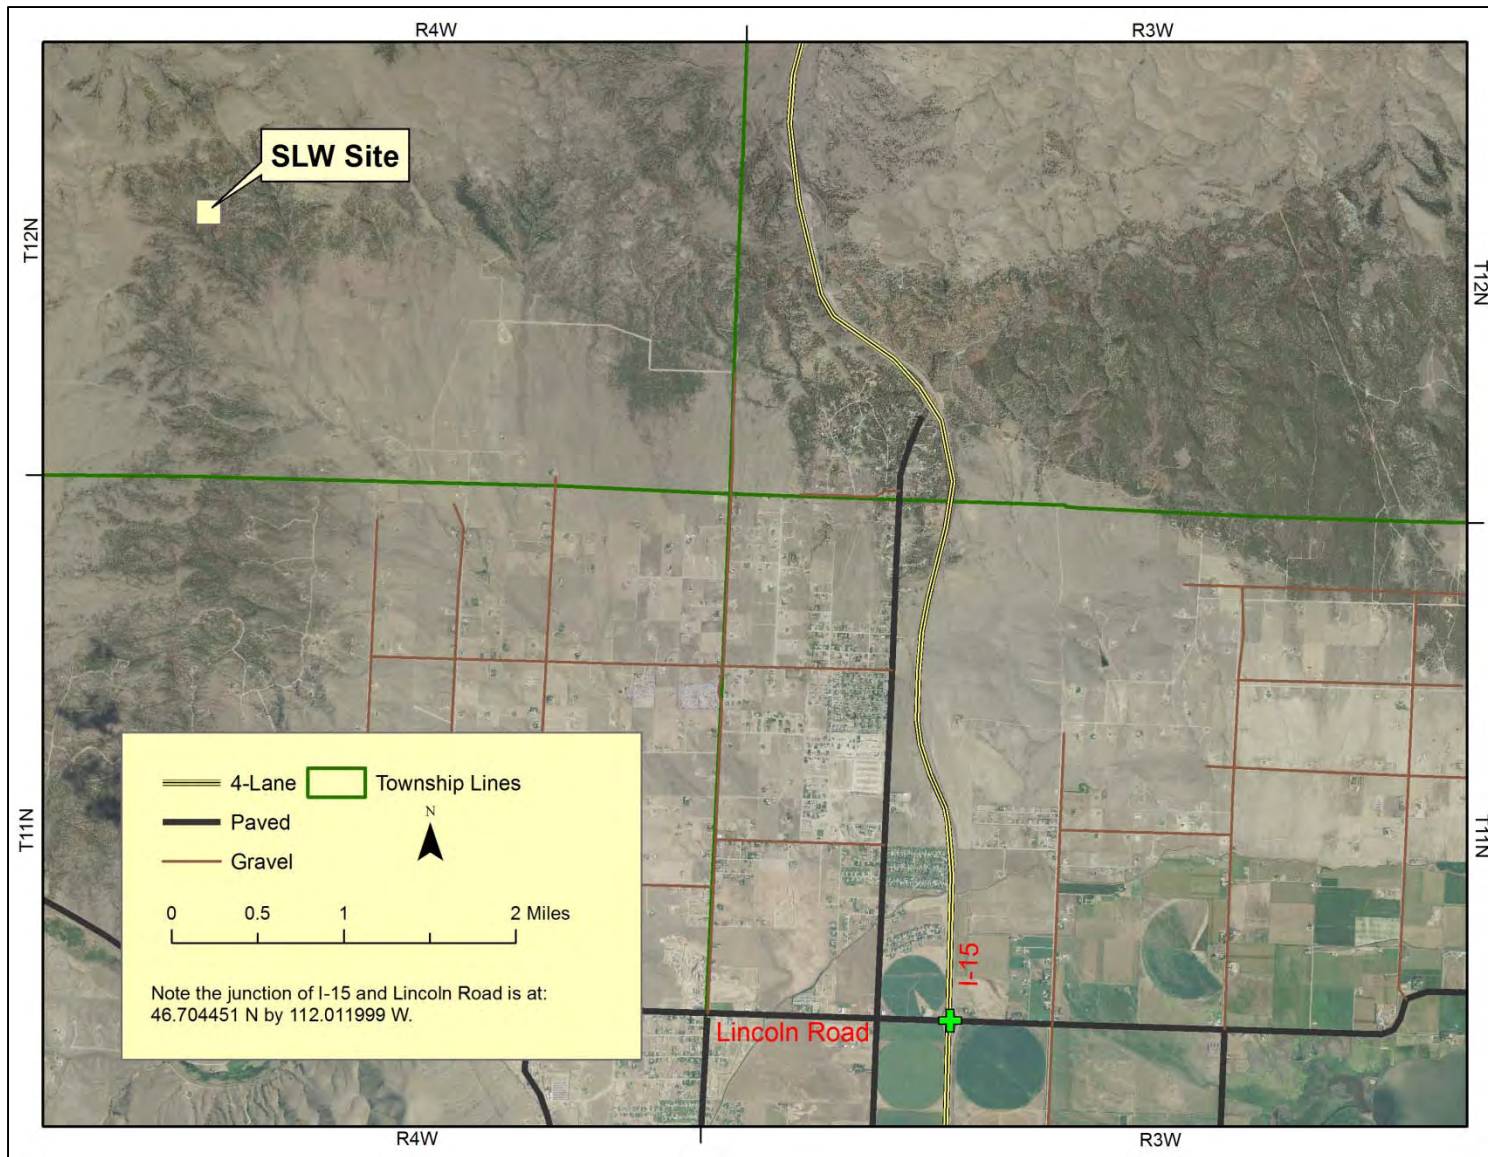 R4W
R3W
SLW Site
T12N
T12N
4-Lane
Township Lines
Paved
N
Gravel
T11N
T11N
0 0.5 1 2 Miles
I-15
Note the junction of I-15 and Lincoln Road is at:
46.704451 N by 112.011999 W.
Lincoln Road
R4W
R3W